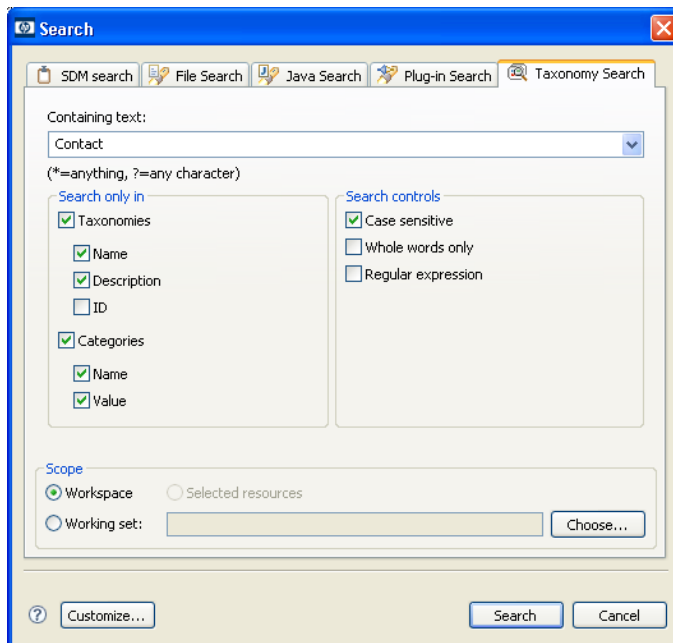 Search
SDM search File Search Java Search Plug-in Search Taxonomy Search
Containing text:
Contact
(*=anything, ?=any character)
Search only in
Taxonomies
Name
Description
ID
Categories
Name
Value
Search controls
Case sensitive
Whole words only
Regular expression
Scope
Workspace Selected resources
Working set: Choose...
? Customize... Search Cancel